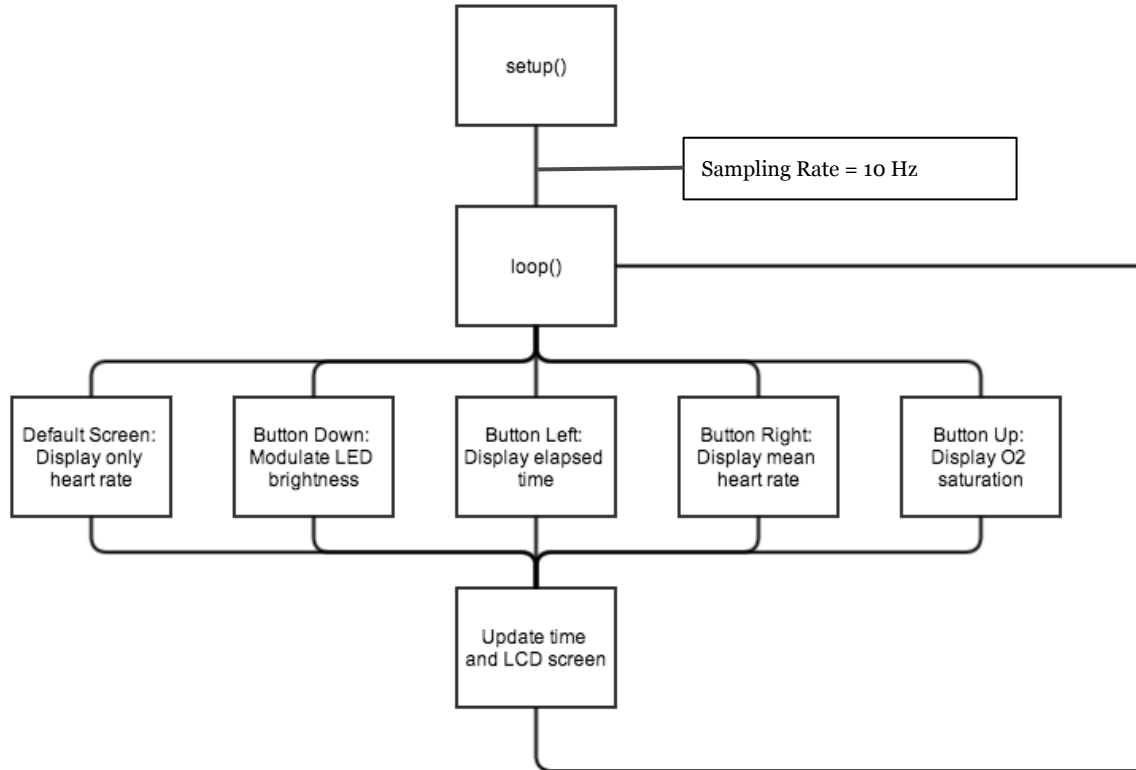 setup()
Sampling Rate = 10 Hz
loop()
Default Screen:
Display only
heart rate
Button Down:
Modulate LED
brightness
Button Left:
Display elapsed
time
Button Right:
Display mean
heart rate
Button Up:
Display O2
saturation
Update time
and LCD screen